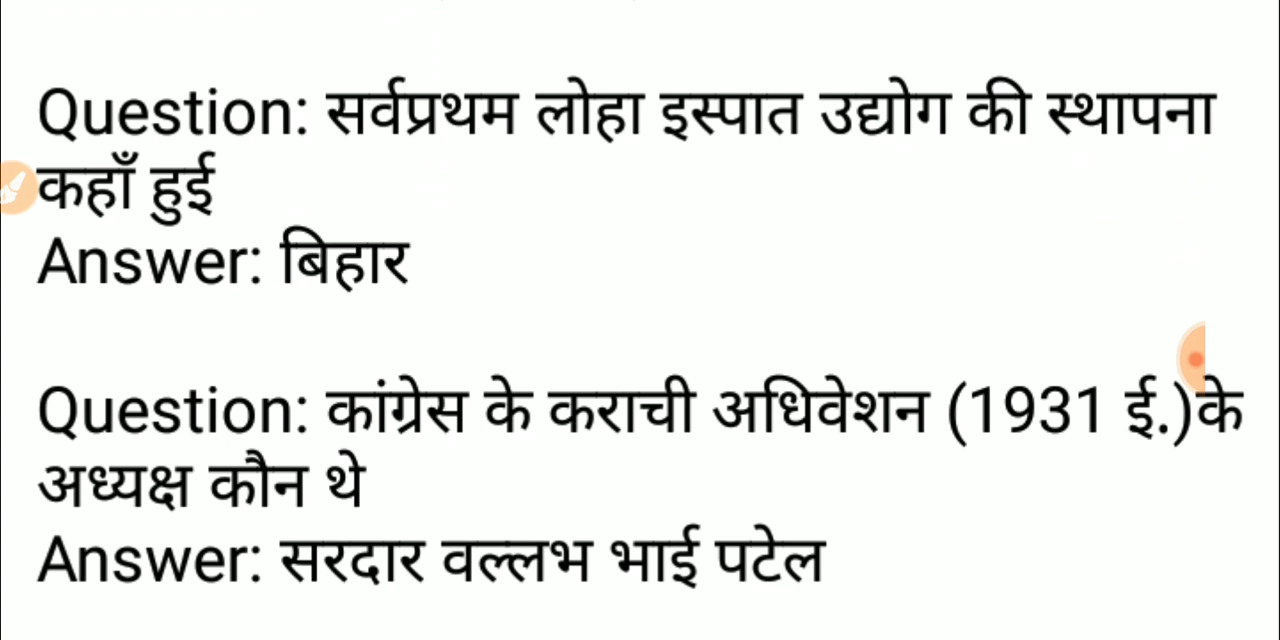 Question: सर्वप्रथम लोहा इस्पात उद्योग की स्थापना
कहाँ हुई
Answer: बिहार
Question: कांग्रेस के कराची अधिवेशन (1931 ई.)के
अध्यक्ष कौन थे
Answer: सरदार वल्लभ भाई पटेल